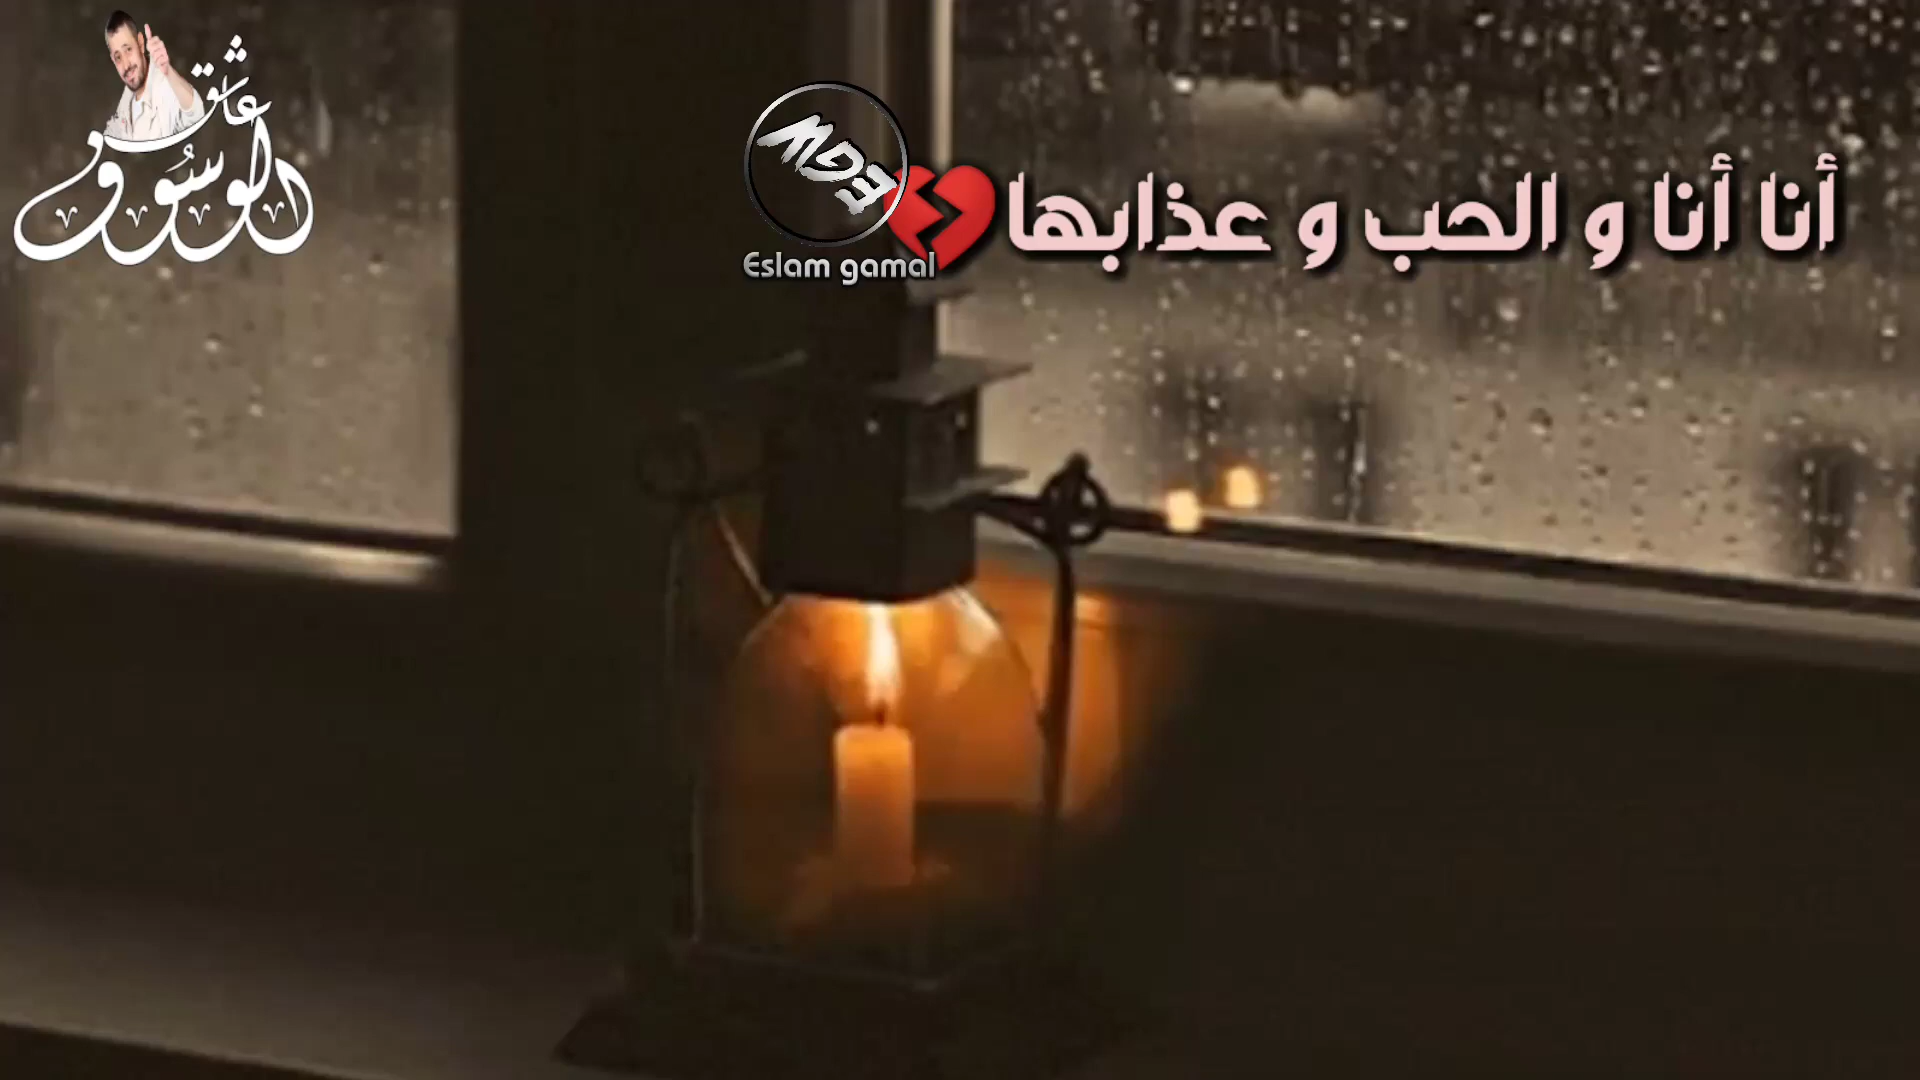 عاشق
الوسوف
أنا أنا و الحب و عذابها
Eslam gamal